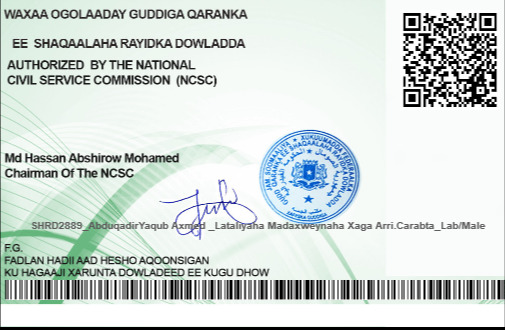 WAXAA OGOLAADAY GUDDIGA QARANKA
EE SHAQAALAHA RAYIDKA DOWLADDA
AUTHORIZED BY THE NATIONAL
CIVIL SERVICE COMMISSION (NCSC)
Md Hassan Abshirow Mohamed
Chairman Of The NCSC
SHRD2889_AbduqadirYaqub Axmed _Lataliyaha Madaxweynaha Xaga Arri.Carabta_Lab/Male
F.G.
FADLAN HADII AAD HESHO AQOONSIGAN
KU HAGAAJI XARUNTA DOWLADEED EE KUGU DHOW